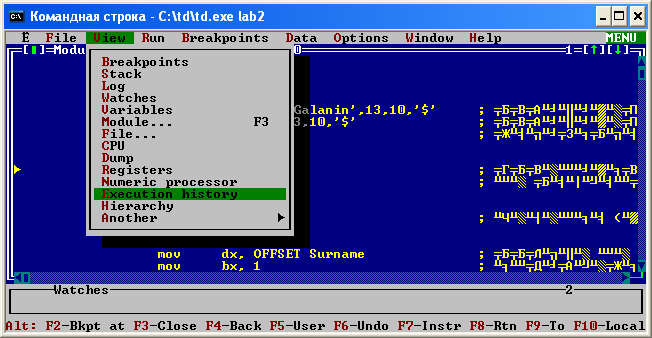 Командная строка - C:\td\td.exe lab2
File View Run Breakpoints Data Options Window Help MENU
[■]=Modu 0 1=[↑][↓]
Breakpoints
Stack
Log
Watches
Variables Galanin',13,10,'$' ;
Module... F3 3,10,'$' ;
File... ;
CPU
Dump
Registers ;
Numeric processor ;
Execution history
Hierarchy
Another ;
mov dx, OFFSET Surname ;
mov bx, 1 ;
Watches 2
Alt: F2-Bkpt at F3-Close F4-Back F5-User F6-Undo F7-Instr F8-Rtn F9-To F10-Local